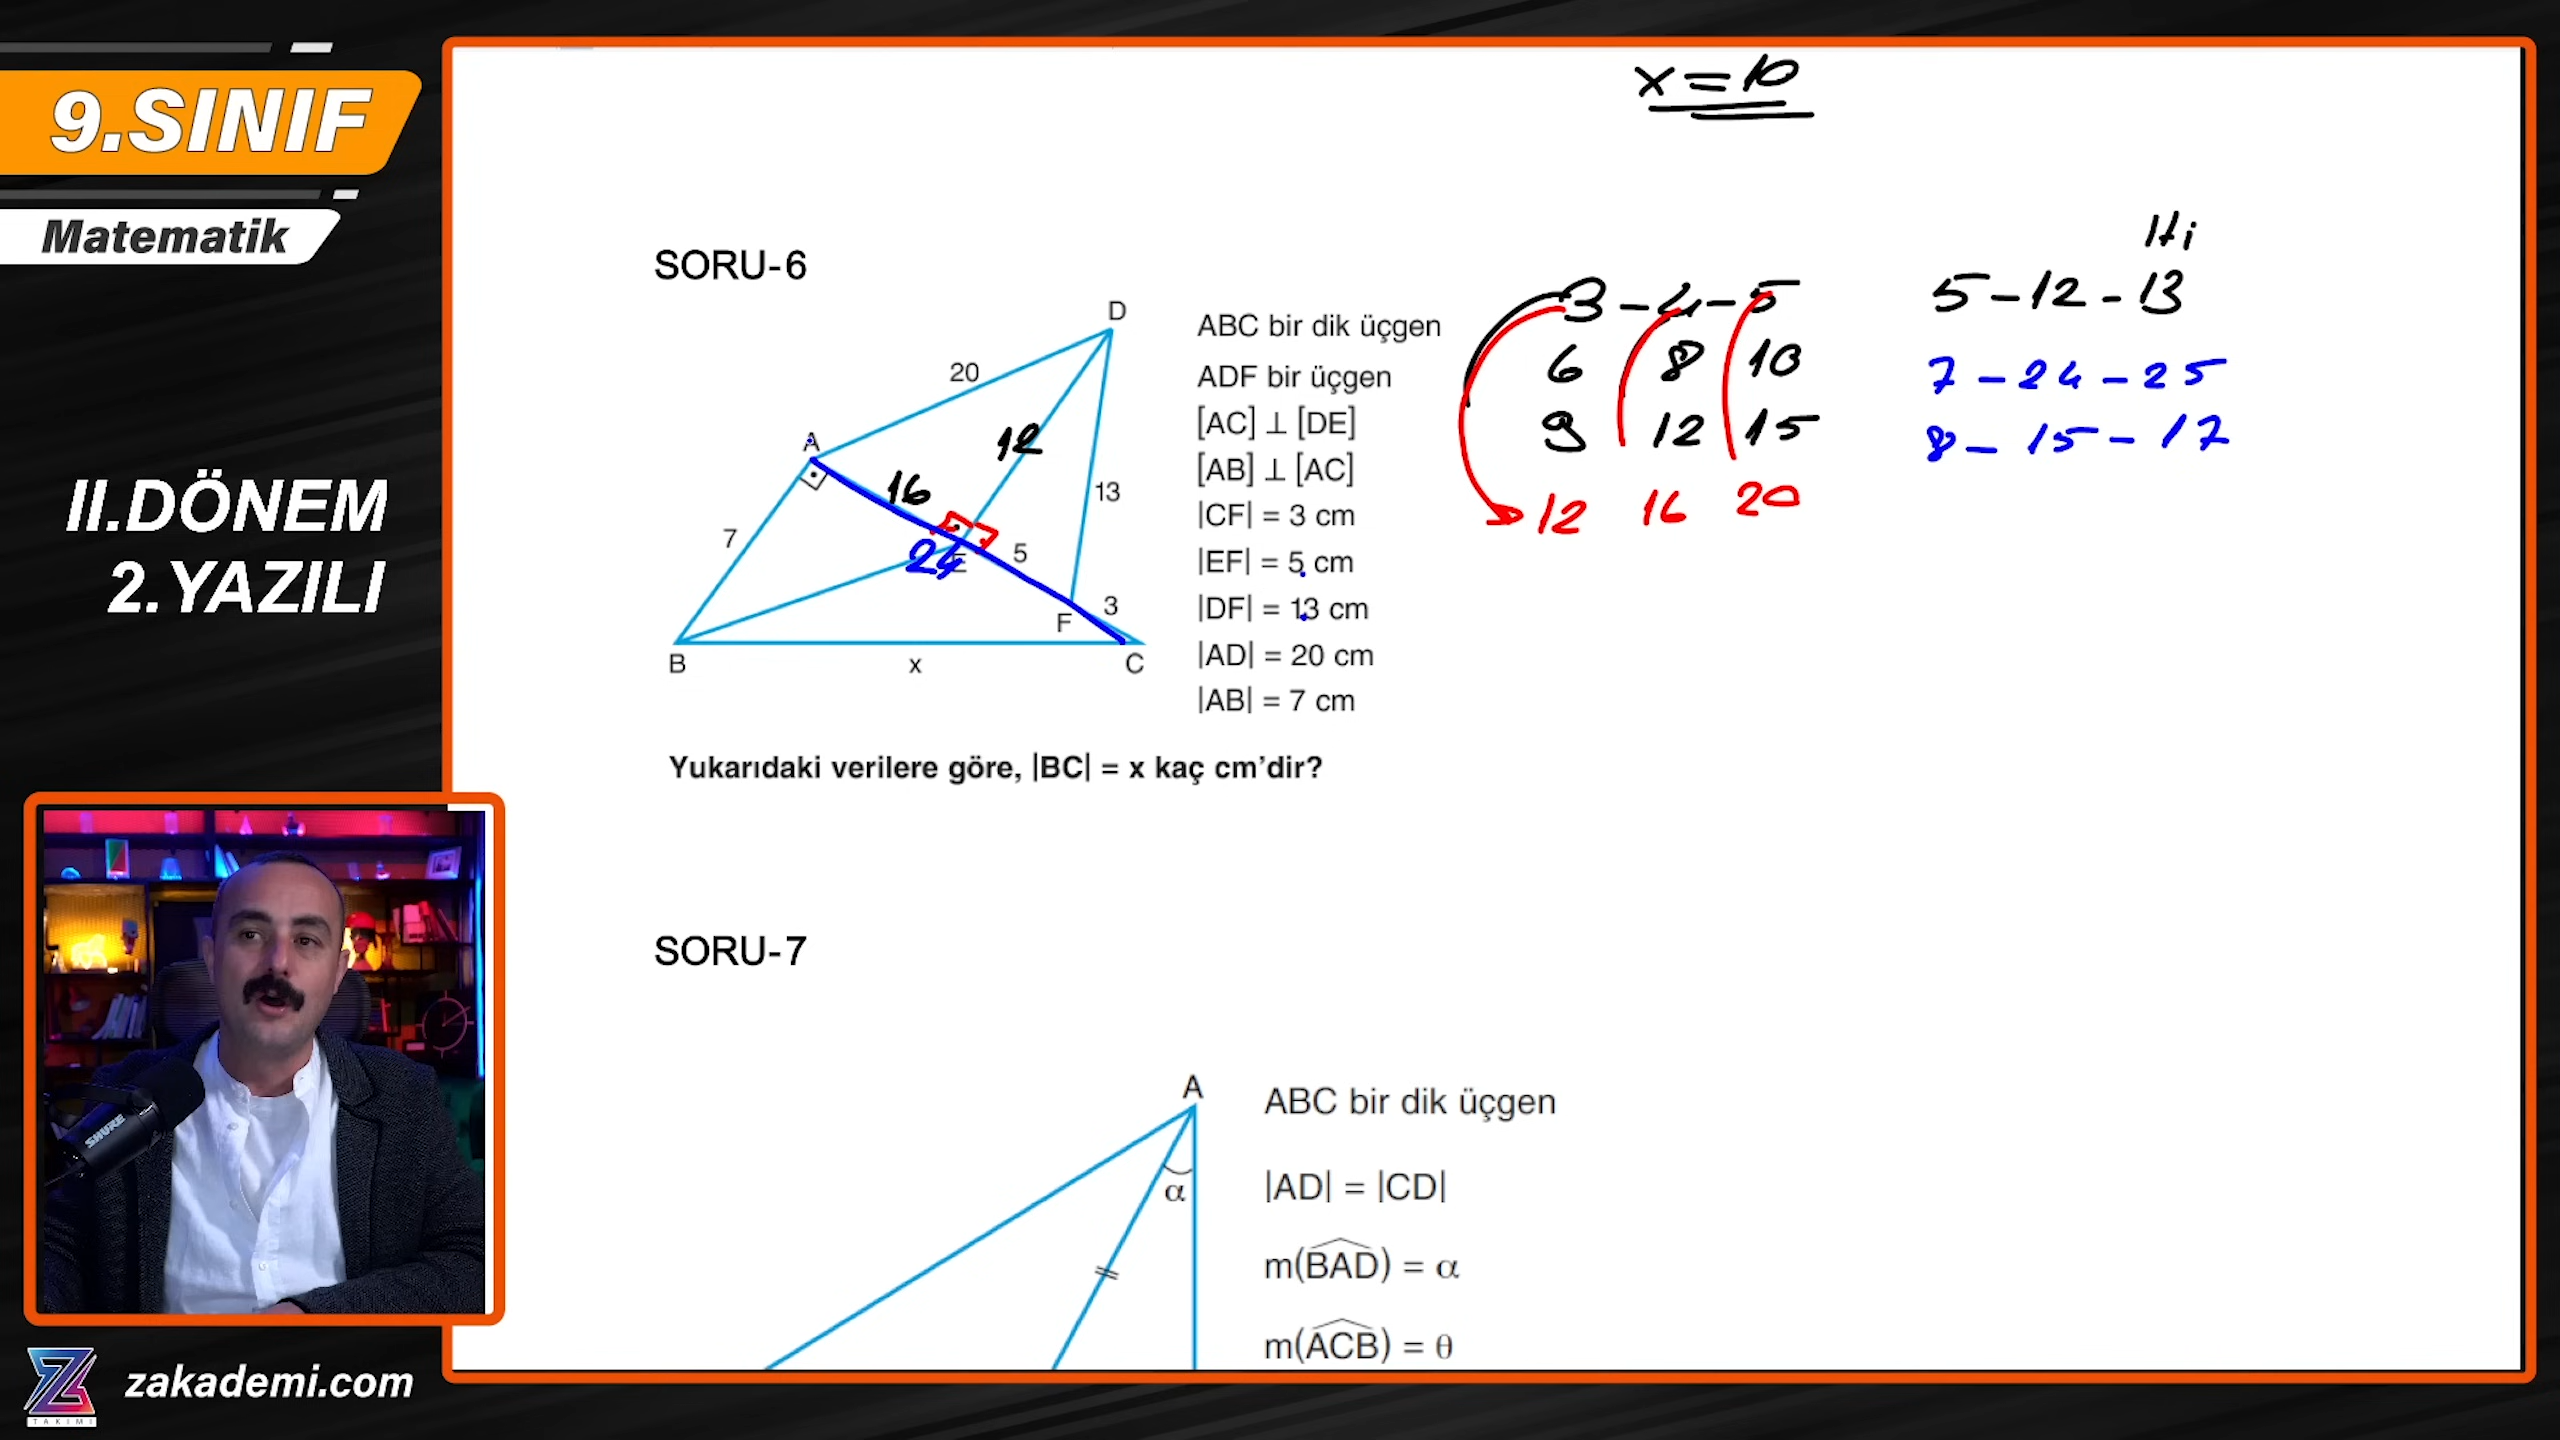 9.SINIF
Matematik
II.DÖNEM
2.YAZILI
x = 10
SORU-6
D
20
A
12
16
13
7
24
E
5
3
F
B
x
C
ABC bir dik üçgen
ADF bir üçgen
[AC] ⊥ [DE]
[AB] ⊥ [AC]
|CF| = 3 cm
|EF| = 5 cm
|DF| = 13 cm
|AD| = 20 cm
|AB| = 7 cm
3 - 4 - 5
6 8 10
9 12 15
12 16 20
Hi
5 - 12 - 13
7 - 24 - 25
8 - 15 - 17
Yukarıdaki verilere göre, |BC| = x kaç cm'dir?
SORU-7
A
α
ABC bir dik üçgen
|AD| = |CD|
m(BAD) = α
m(ACB) = θ
SHURE
Z
TAKIMI
zakademi.com